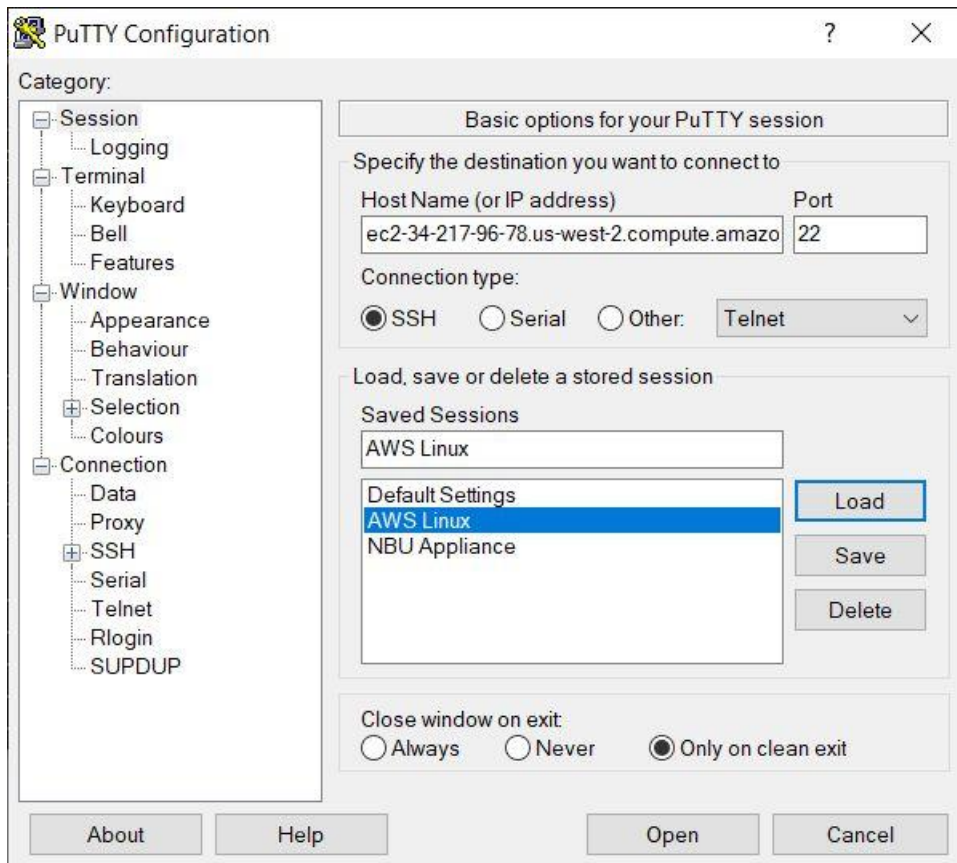 PuTTY Configuration
?
Category:
Session
Logging
Terminal
Keyboard
Bell
Features
Window
Appearance
Behaviour
Translation
Selection
Colours
Connection
Data
Proxy
SSH
Serial
Telnet
Rlogin
SUPDUP
Basic options for your PuTTY session
Specify the destination you want to connect to
Host Name (or IP address) Port
ec2-34-217-96-78.us-west-2.compute.amazo 22
Connection type:
SSH Serial Other: Telnet
Load, save or delete a stored session
Saved Sessions
AWS Linux
Default Settings
AWS Linux
NBU Appliance
Load
Save
Delete
Close window on exit:
Always Never Only on clean exit
About Help Open Cancel